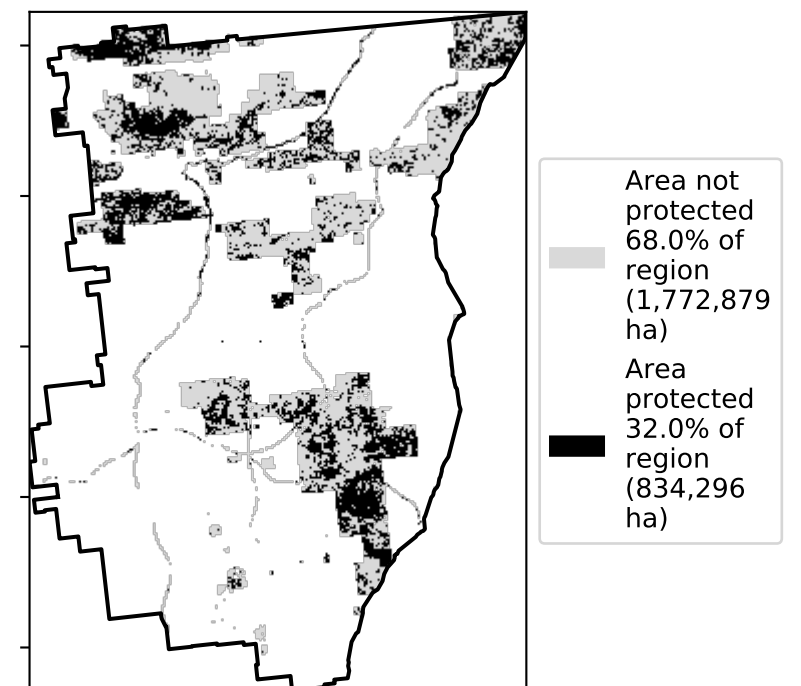 Area not
protected
68.0% of
region
(1,772,879
ha)
Area
protected
32.0% of
region
(834,296
ha)